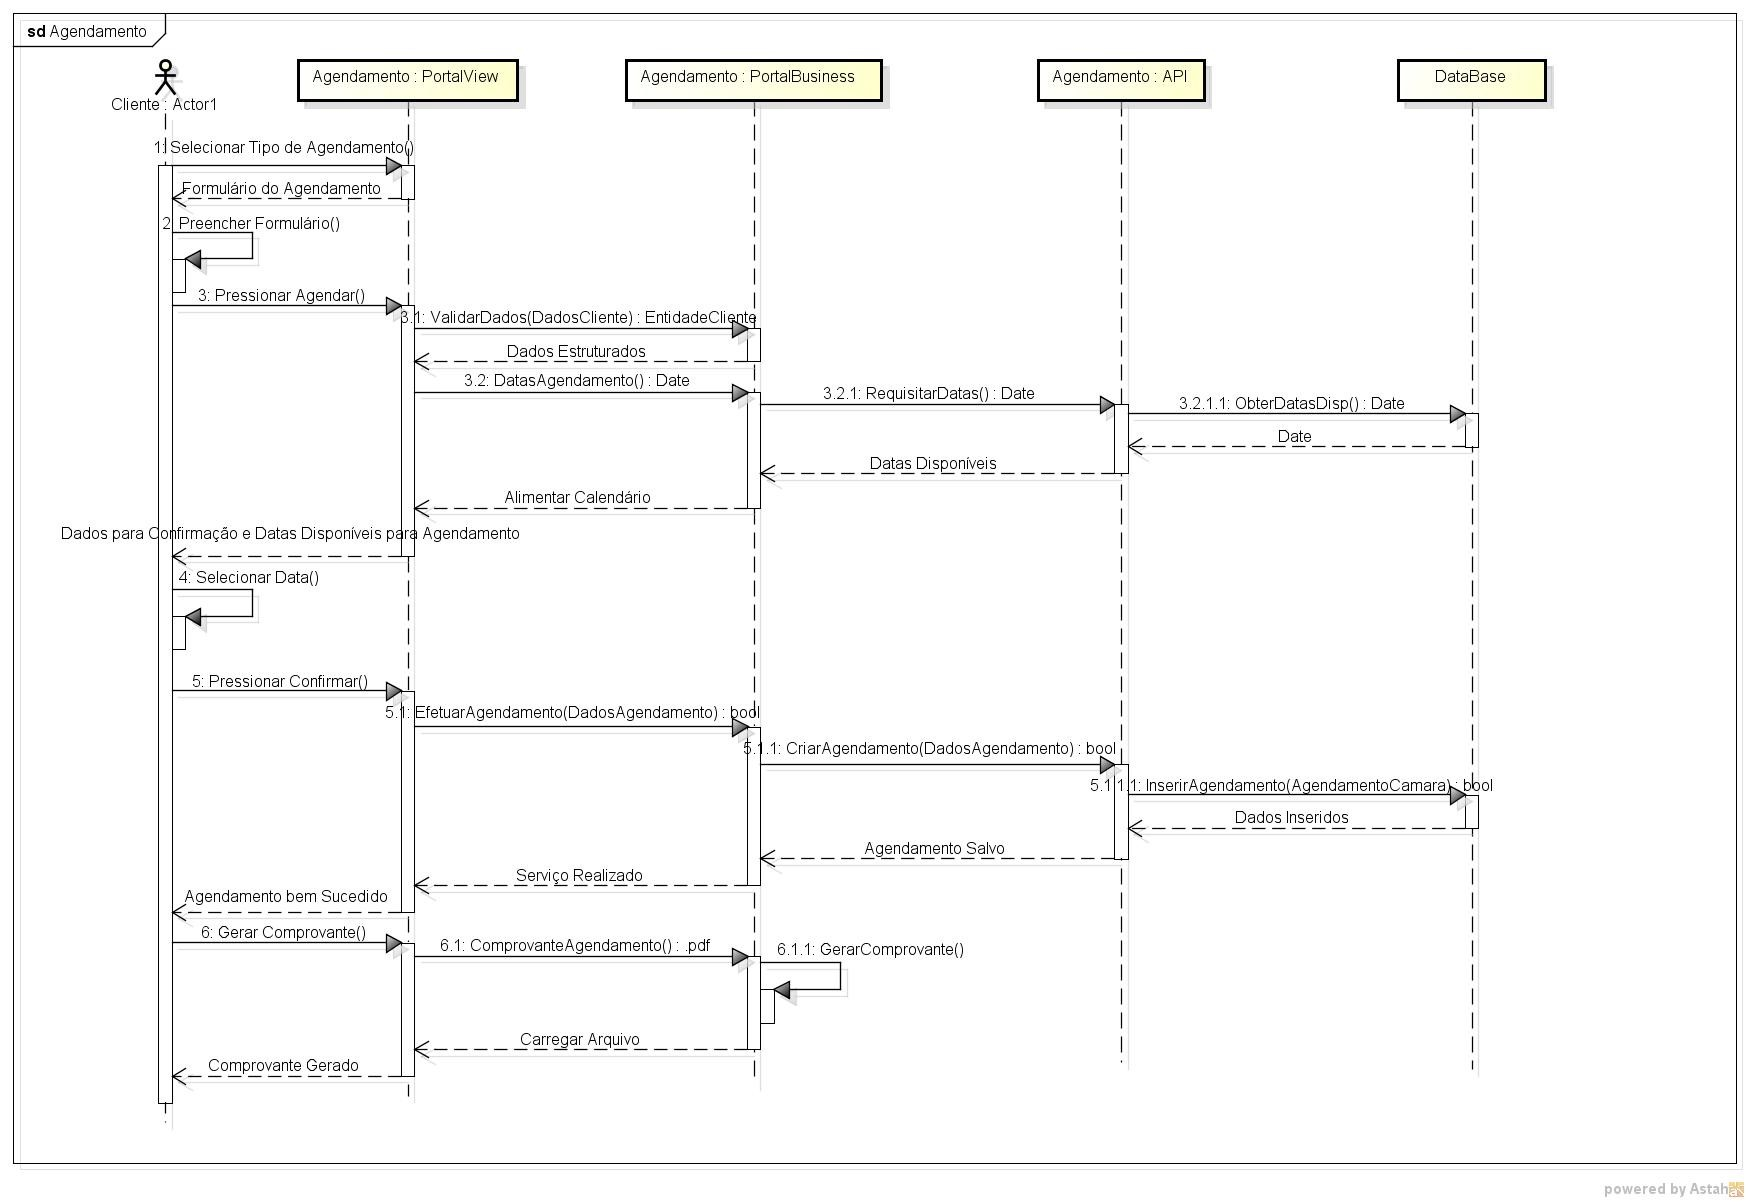 sd Agendamento
Cliente : Actor1
Agendamento : PortalView
Agendamento : PortalBusiness
Agendamento : API
DataBase
1: Selecionar Tipo de Agendamento()
Formulário do Agendamento
2: Preencher Formulário()
3: Pressionar Agendar()
3.1: ValidarDados(DadosCliente) : EntidadeCliente
Dados Estruturados
3.2: DatasAgendamento() : Date
3.2.1: RequisitarDatas() : Date
3.2.1.1: ObterDatasDisp() : Date
Date
Datas Disponíveis
Alimentar Calendário
Dados para Confirmação e Datas Disponíveis para Agendamento
4: Selecionar Data()
5: Pressionar Confirmar()
5.1: EfetuarAgendamento(DadosAgendamento) : bool
5.1.1: CriarAgendamento(DadosAgendamento) : bool
5.1.1.1: InserirAgendamento(AgendamentoCamara) : bool
Dados Inseridos
Agendamento Salvo
Serviço Realizado
Agendamento bem Sucedido
6: Gerar Comprovante()
6.1: ComprovanteAgendamento() : .pdf
6.1.1: GerarComprovante()
Carregar Arquivo
Comprovante Gerado
powered by Astah